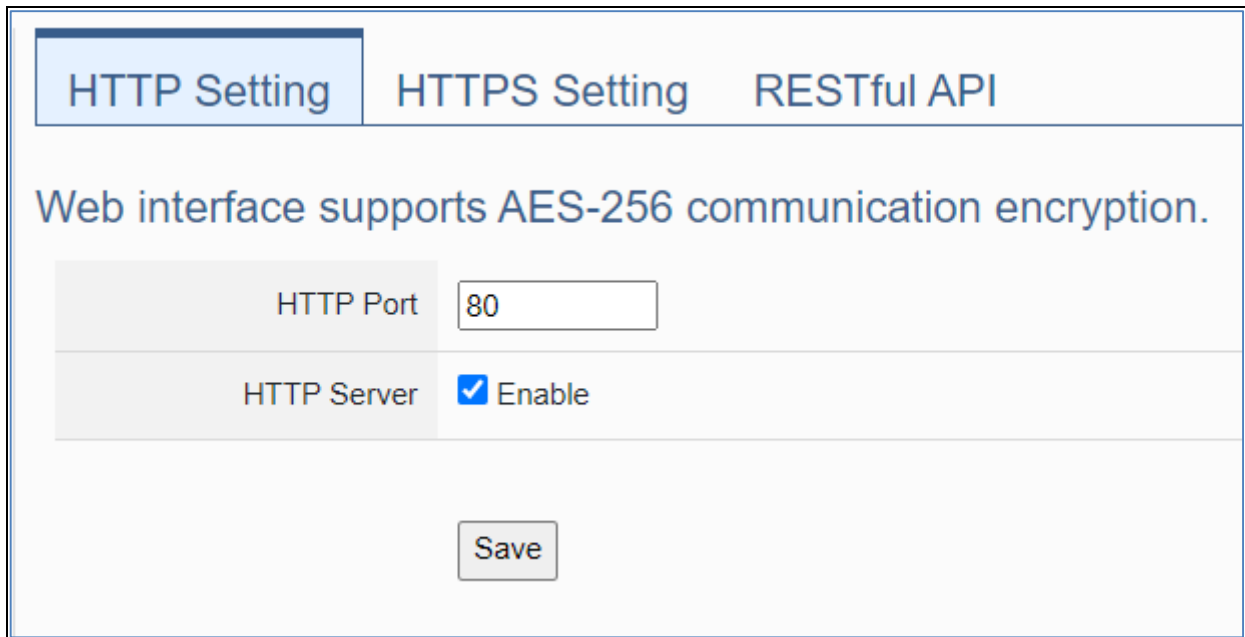 HTTP Setting HTTPS Setting RESTful API
Web interface supports AES-256 communication encryption.
HTTP Port 80
HTTP Server Enable
Save